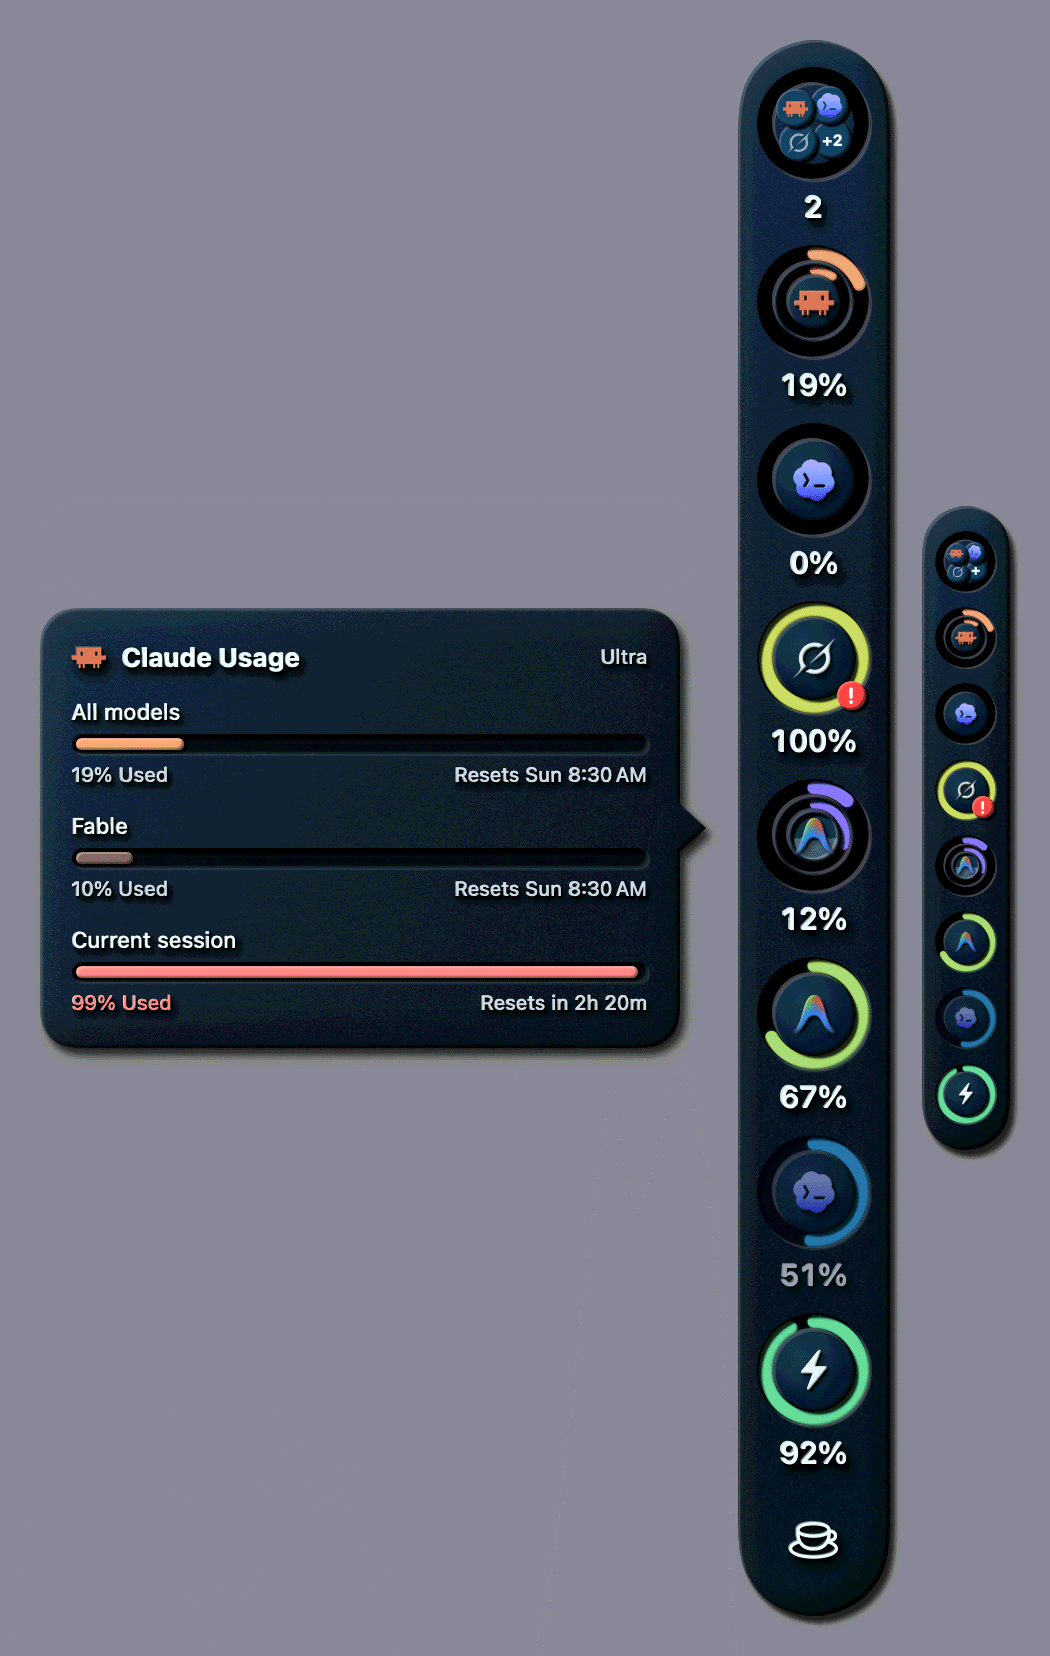 +2
2
19%
0%
!
100%
12%
67%
51%
92%
Claude Usage
Ultra
All models
19% Used
Resets Sun 8:30 AM
Fable
10% Used
Resets Sun 8:30 AM
Current session
99% Used
Resets in 2h 20m
+
!